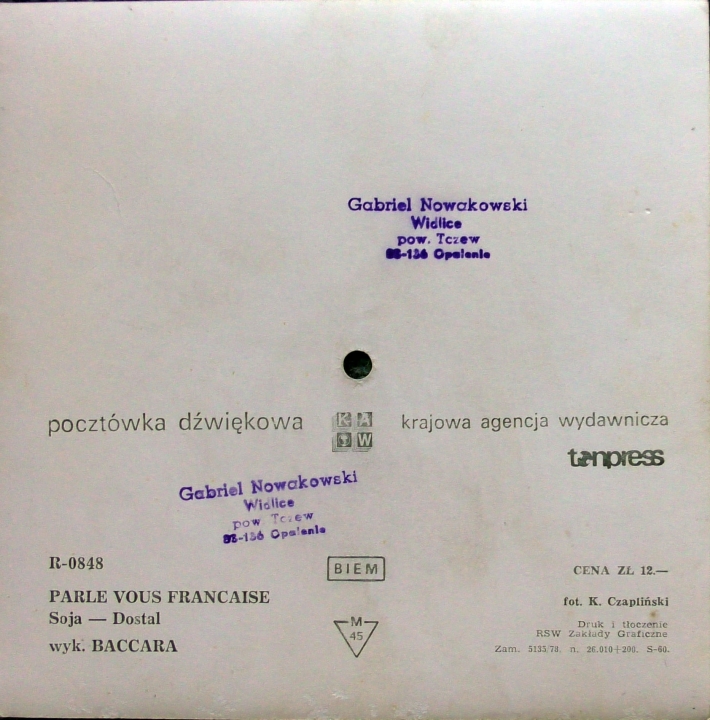 Gabriel Nowakowski
Widlice
pow. Tczew
83-136 Opalenie
pocztówka dźwiękowa
KAW
krajowa agencja wydawnicza
tonpress
Gabriel Nowakowski
Widlice
pow. Tczew
83-136 Opalenie
R-0848
PARLE VOUS FRANCAISE
Soja — Dostal
wyk. BACCARA
BIEM
M
45
CENA ZŁ 12.—
fot. K. Czapliński
Druk i tłoczenie
RSW Zakłady Graficzne
Zam. 5135/78. n. 26.010+200. S-60.